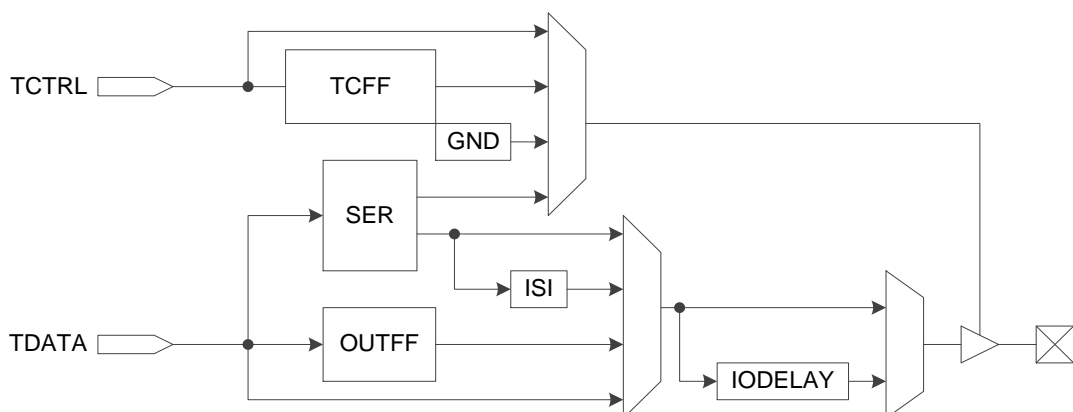 TCTRL
TCFF
GND
SER
ISI
TDATA
OUTFF
IODELAY